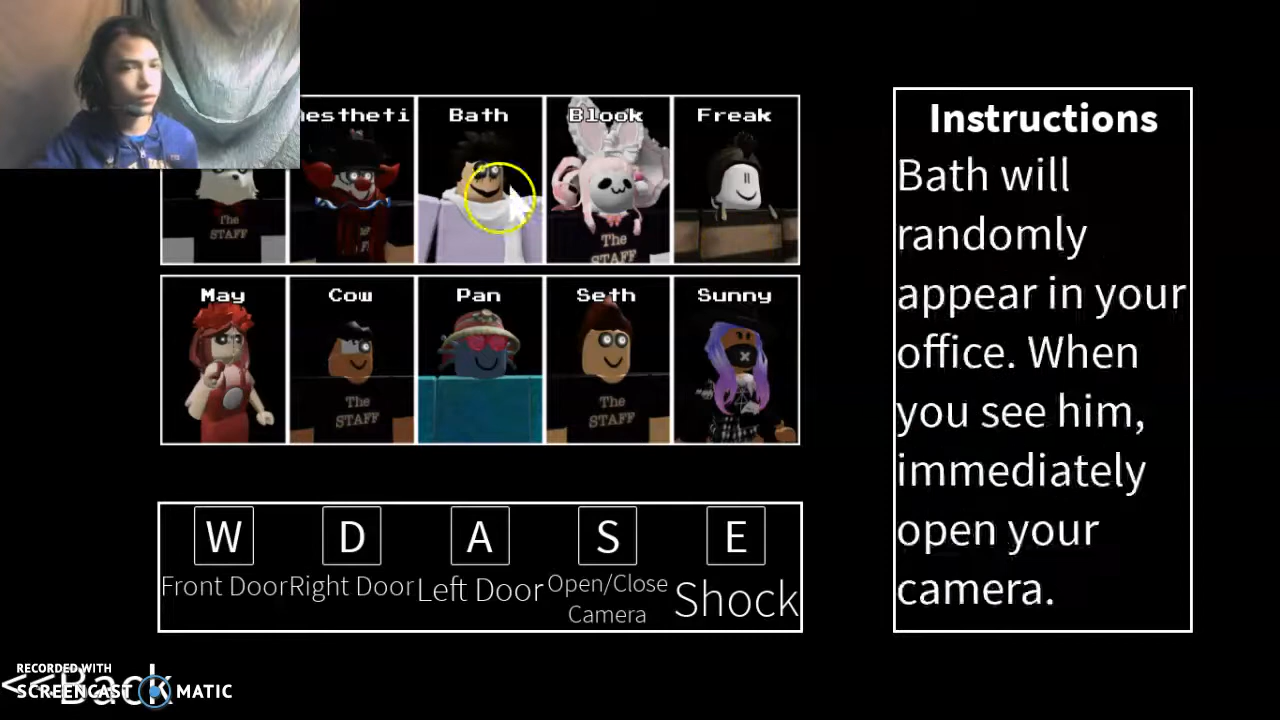 estheti
Bath
Blook
Freak
The
STAFF
The
STAFF
May
Cow
Pan
Seth
Sunny
The
STAFF
The
STAFF
W
D
A
S
E
Front Door
Right Door
Left Door
Open/Close
Camera
Shock
Instructions
Bath will
randomly
appear in your
office. When
you see him,
immediately
open your
camera.
<<Back
RECORDED WITH
SCREENCAST MATIC